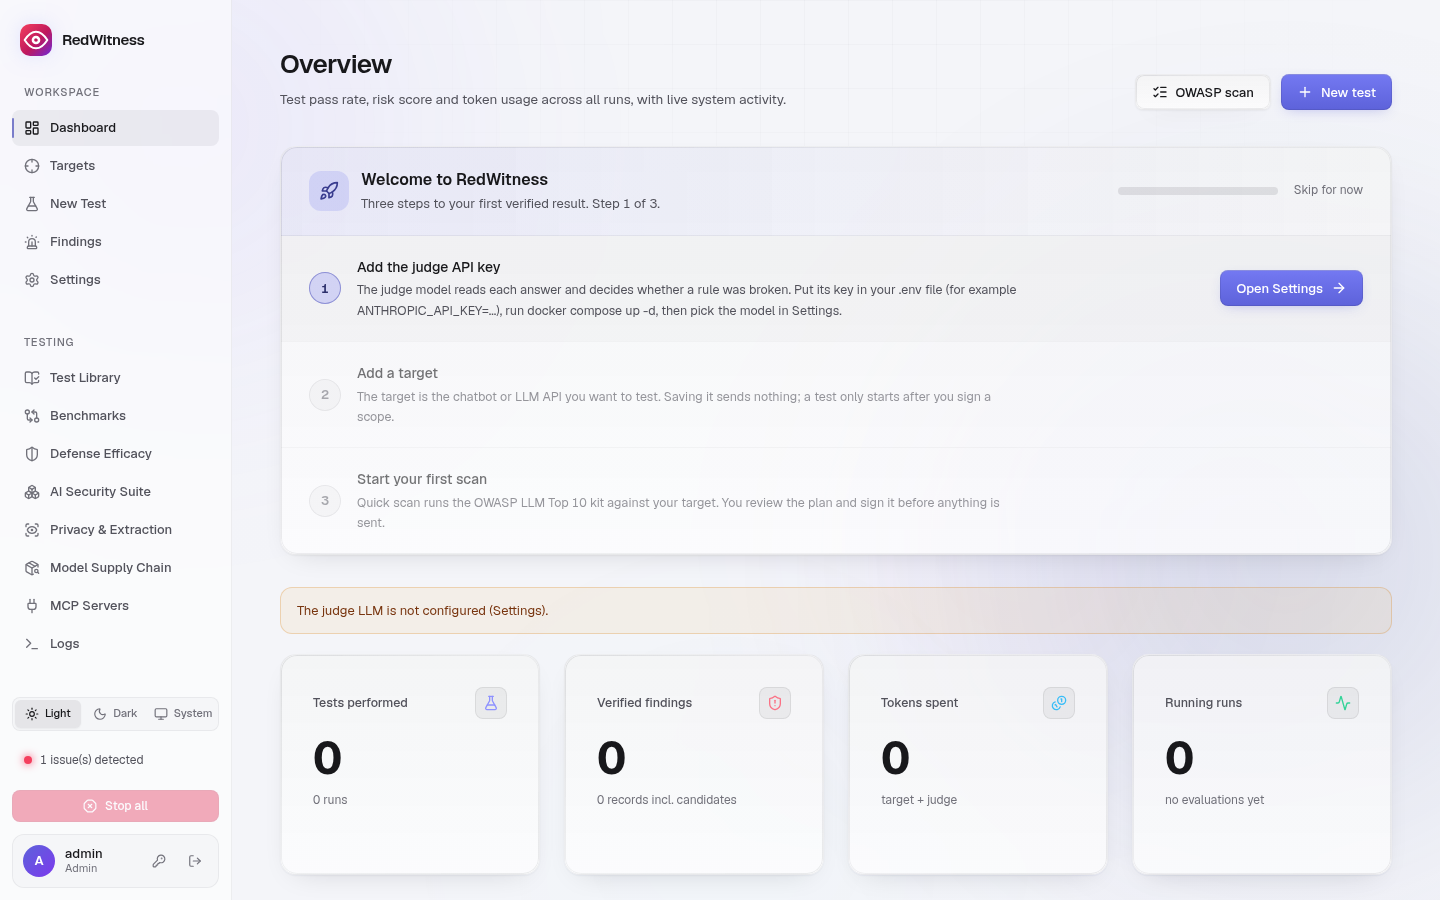 RedWitness
WORKSPACE
Dashboard
Targets
New Test
Findings
Settings
TESTING
Test Library
Benchmarks
Defense Efficacy
AI Security Suite
Privacy & Extraction
Model Supply Chain
MCP Servers
Logs
Light Dark System
1 issue(s) detected
Stop all
A
admin
Admin
Overview
Test pass rate, risk score and token usage across all runs, with live system activity.
OWASP scan
New test
Welcome to RedWitness
Three steps to your first verified result. Step 1 of 3.
Skip for now
1
Add the judge API key
The judge model reads each answer and decides whether a rule was broken. Put its key in your .env file (for example
ANTHROPIC_API_KEY=…), run docker compose up -d, then pick the model in Settings.
Open Settings
2
Add a target
The target is the chatbot or LLM API you want to test. Saving it sends nothing; a test only starts after you sign a
scope.
3
Start your first scan
Quick scan runs the OWASP LLM Top 10 kit against your target. You review the plan and sign it before anything is
sent.
The judge LLM is not configured (Settings).
Tests performed
0
0 runs
Verified findings
0
0 records incl. candidates
Tokens spent
0
target + judge
Running runs
0
no evaluations yet